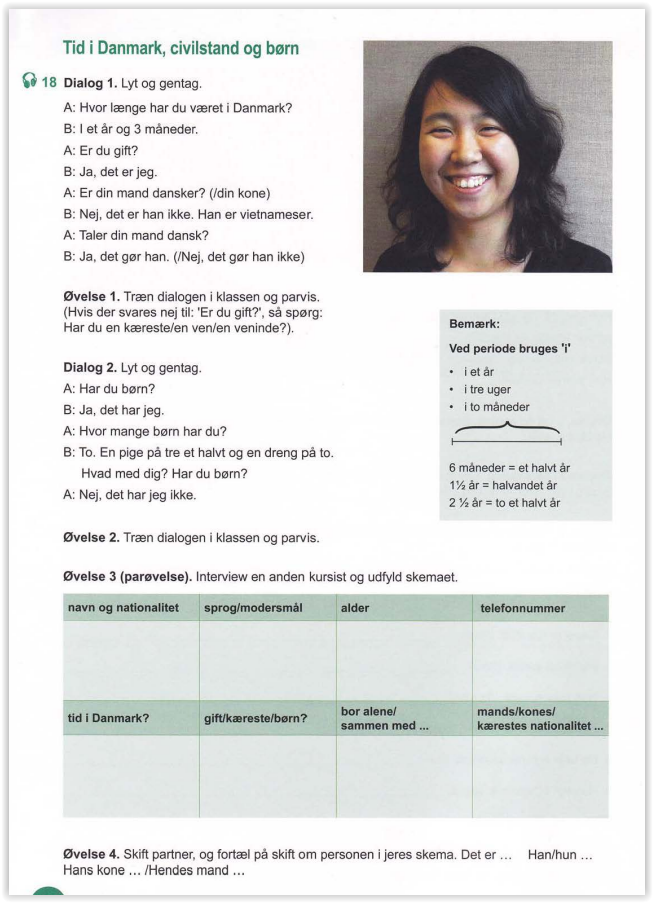 Tid i Danmark, civilstand og børn
18 Dialog 1. Lyt og gentag.
A: Hvor længe har du været i Danmark?
B: I et år og 3 måneder.
A: Er du gift?
B: Ja, det er jeg.
A: Er din mand dansker? (/din kone)
B: Nej, det er han ikke. Han er vietnameser.
A: Taler din mand dansk?
B: Ja, det gør han. (/Nej, det gør han ikke)
Øvelse 1. Træn dialogen i klassen og parvis.
(Hvis der svares nej til: 'Er du gift?', så spørg:
Har du en kæreste/en ven/en veninde?).
Dialog 2. Lyt og gentag.
A: Har du børn?
B: Ja, det har jeg.
A: Hvor mange børn har du?
B: To. En pige på tre et halvt og en dreng på to.
Hvad med dig? Har du børn?
A: Nej, det har jeg ikke.
Bemærk:
Ved periode bruges 'i'
• i et år
• i tre uger
• i to måneder
6 måneder = et halvt år
1½ år = halvandet år
2 ½ år = to et halvt år
Øvelse 2. Træn dialogen i klassen og parvis.
Øvelse 3 (parøvelse). Interview en anden kursist og udfyld skemaet.
navn og nationalitet sprog/modersmål alder telefonnummer
tid i Danmark? gift/kæreste/børn? bor alene/
sammen med ... mands/kones/
kærestes nationalitet ...
Øvelse 4. Skift partner, og fortæl på skift om personen i jeres skema. Det er ... Han/hun ...
Hans kone ... /Hendes mand ...